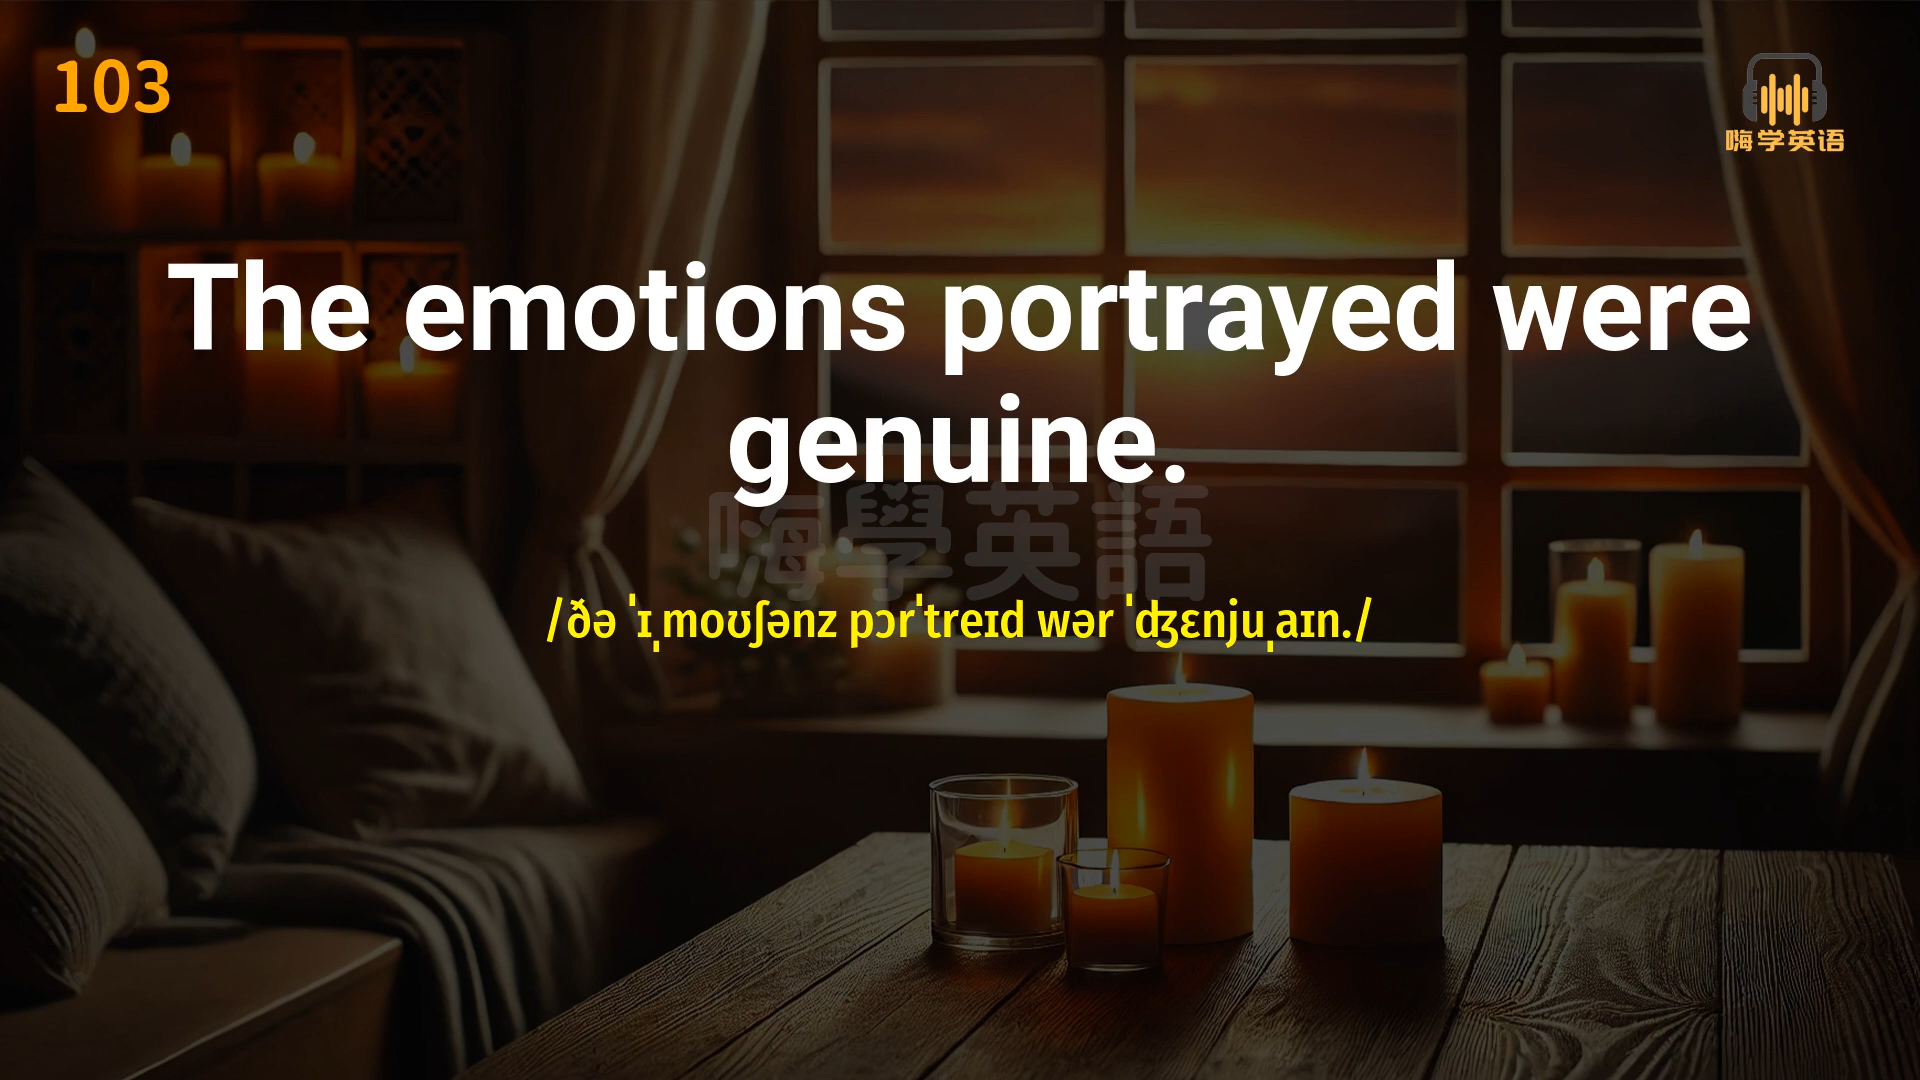 103
嗨学英语
The emotions portrayed were
genuine.
嗨學英語
/ðə ˈɪˌmoʊʃənz pɔrˈtreɪd wər ˈʤɛnjuˌaɪn./